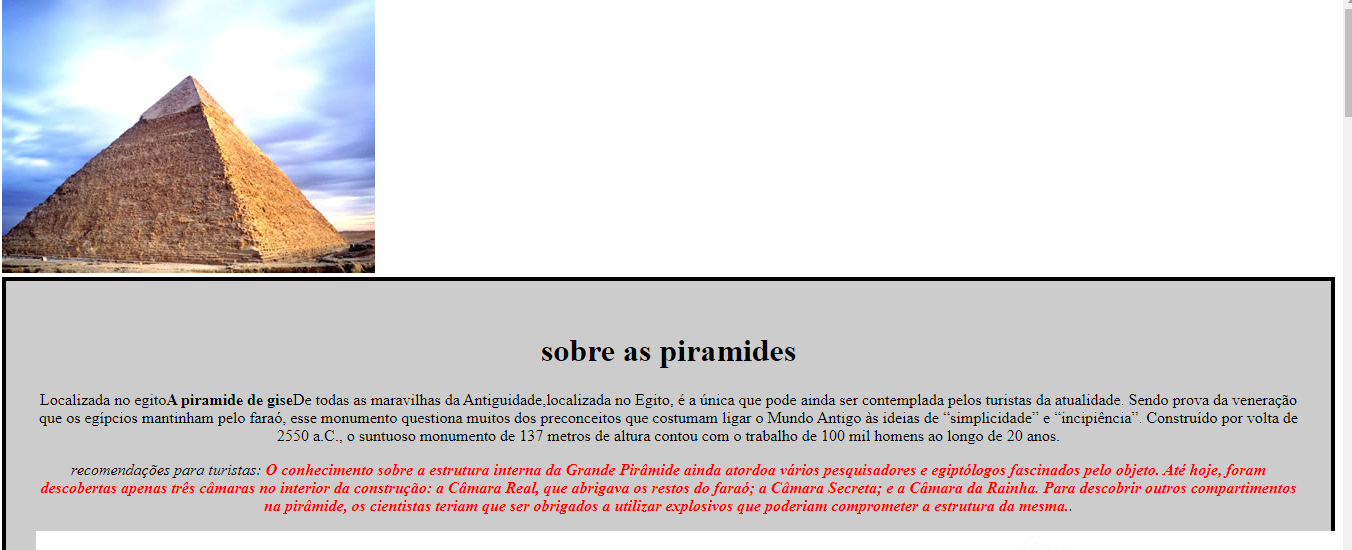 sobre as piramides
Localizada no egitoA piramide de giseDe todas as maravilhas da Antiguidade,localizada no Egito, é a única que pode ainda ser contemplada pelos turistas da atualidade. Sendo prova da veneração
que os egípcios mantinham pelo faraó, esse monumento questiona muitos dos preconceitos que costumam ligar o Mundo Antigo às ideias de “simplicidade” e “incipiência”. Construído por volta de
2550 a.C., o suntuoso monumento de 137 metros de altura contou com o trabalho de 100 mil homens ao longo de 20 anos.
recomendações para turistas: O conhecimento sobre a estrutura interna da Grande Pirâmide ainda atordoa vários pesquisadores e egiptólogos fascinados pelo objeto. Até hoje, foram
descobertas apenas três câmaras no interior da construção: a Câmara Real, que abrigava os restos do faraó; a Câmara Secreta; e a Câmara da Rainha. Para descobrir outros compartimentos
na pirâmide, os cientistas teriam que ser obrigados a utilizar explosivos que poderiam comprometer a estrutura da mesma..